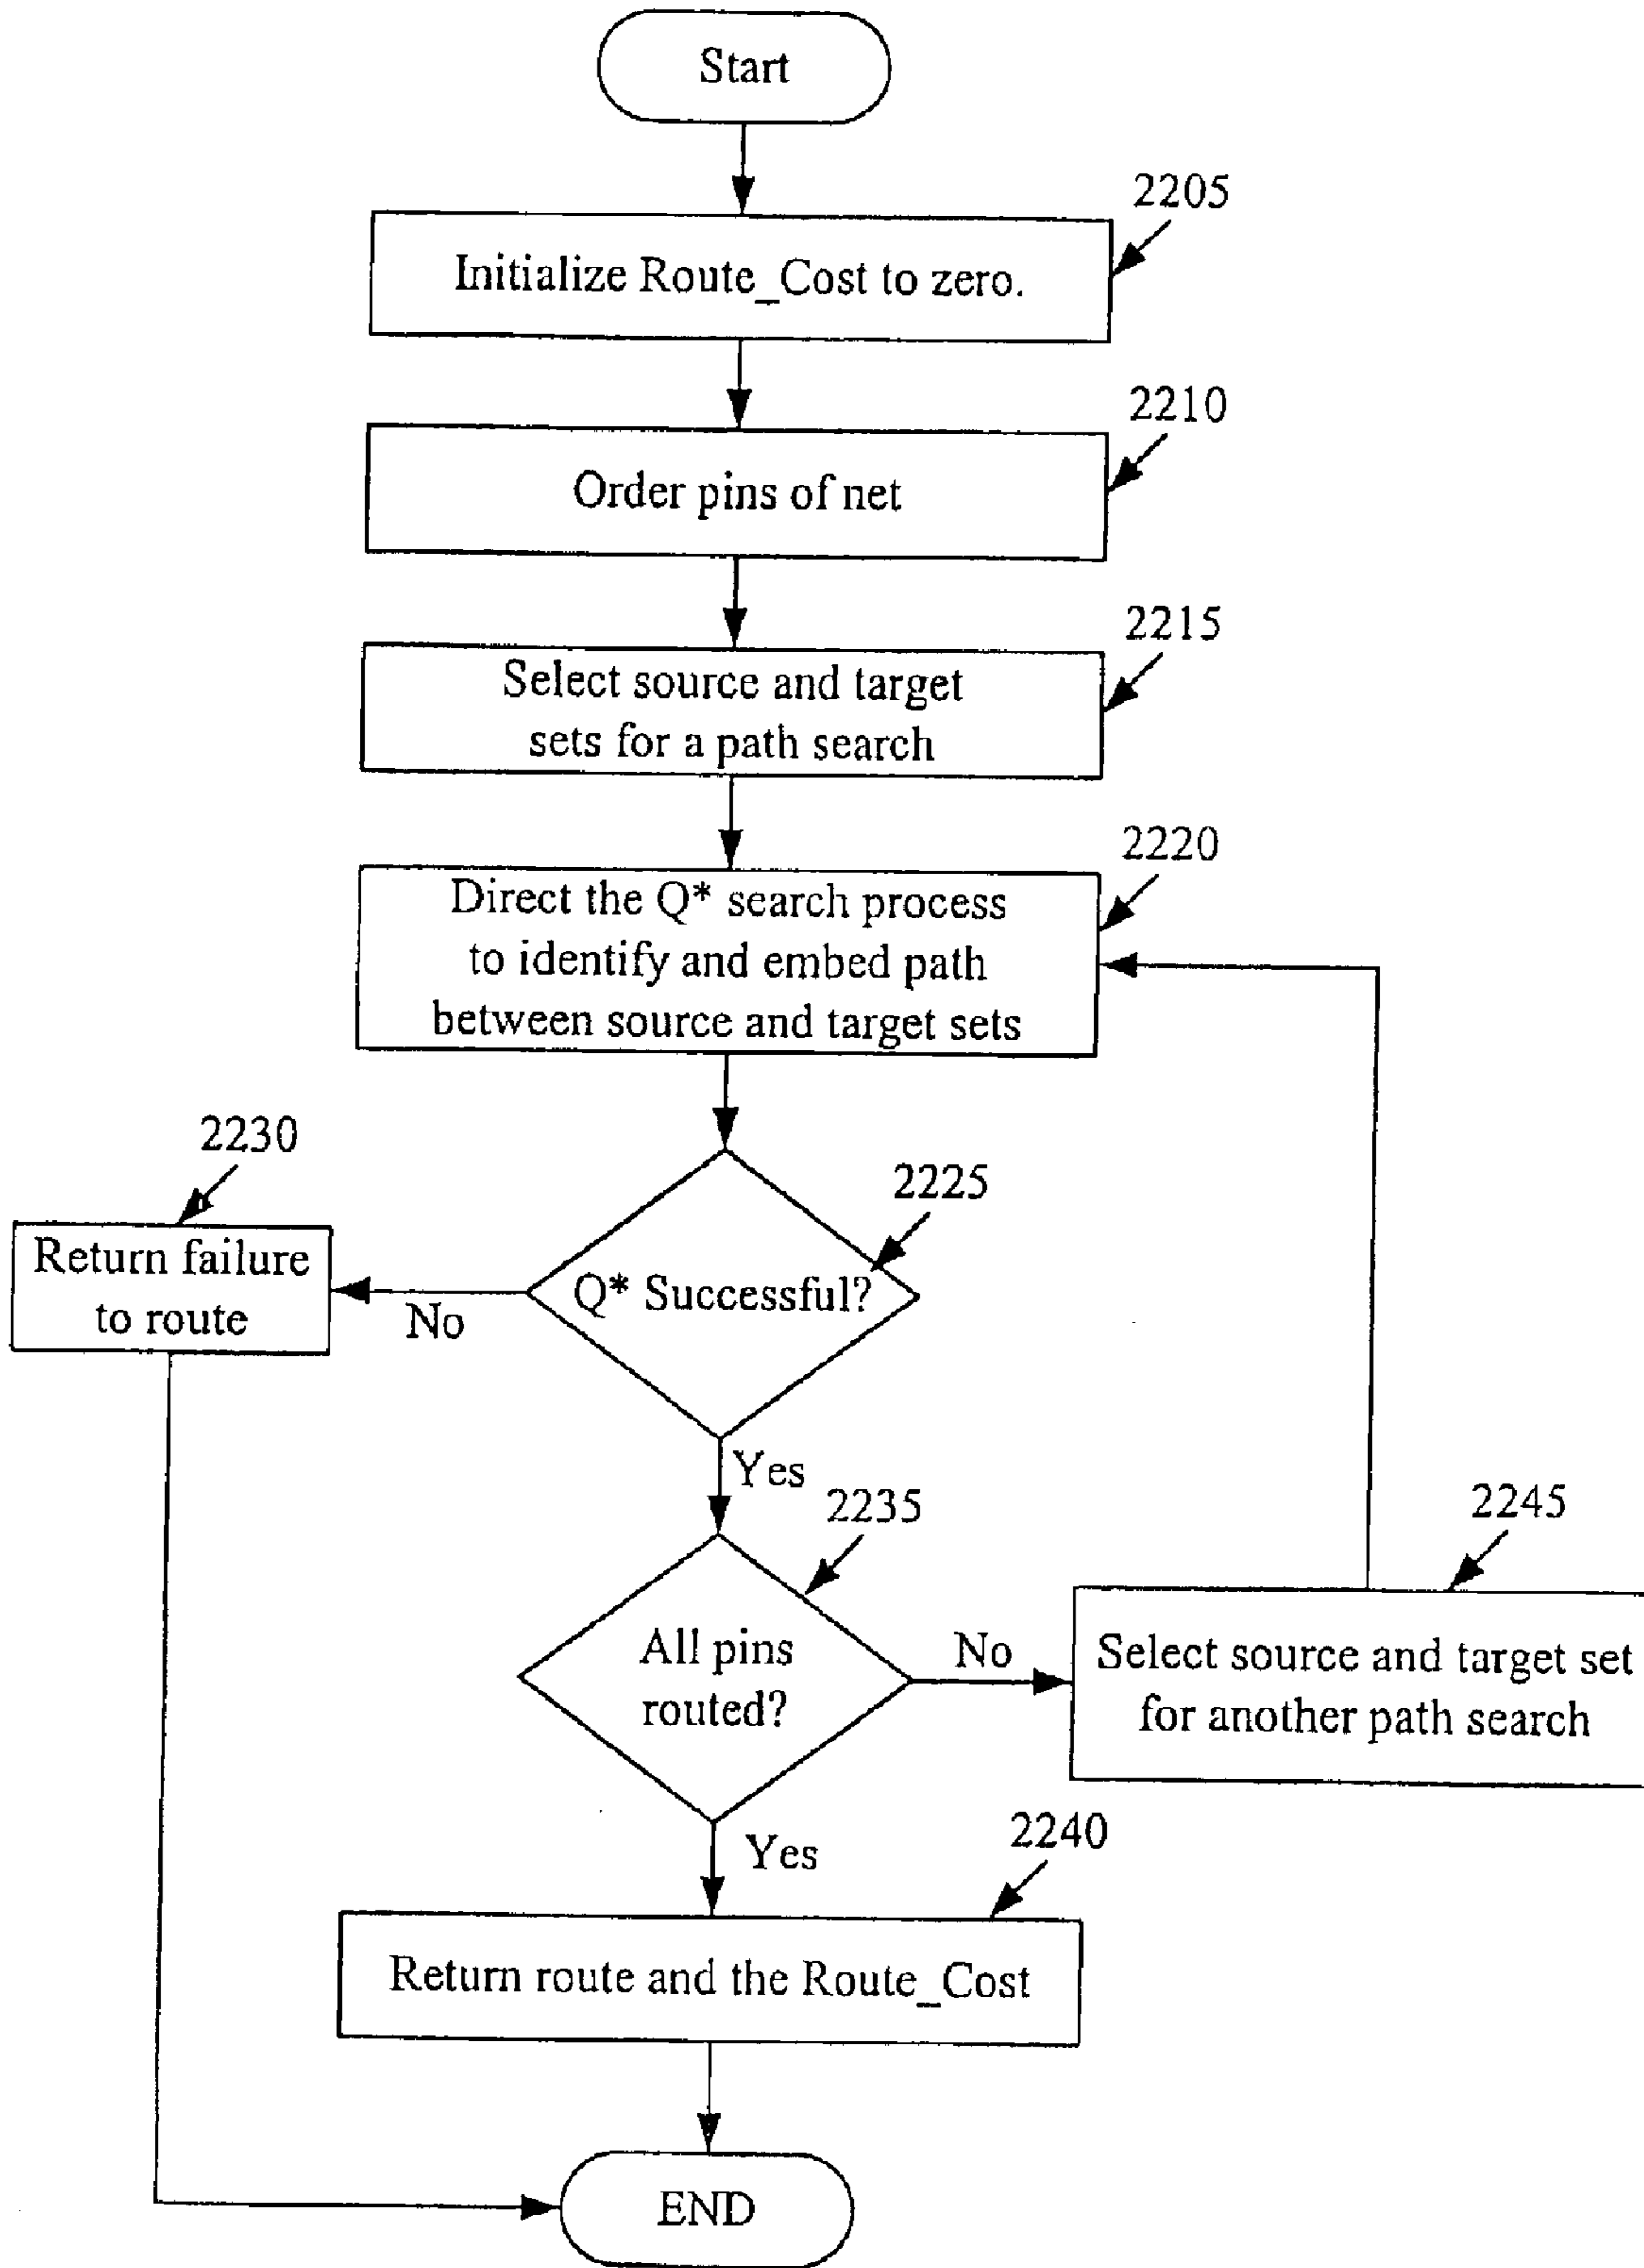 Start
2205
Initialize Route_Cost to zero.
2210
Order pins of net
2215
Select source and target
sets for a path search
2220
Direct the Q* search process
to identify and embed path
between source and target sets
2230
Return failure
to route
2225
Q* Successful?
No
Yes
2235
All pins
routed?
No
2245
Select source and target set
for another path search
Yes
2240
Return route and the Route_Cost
END